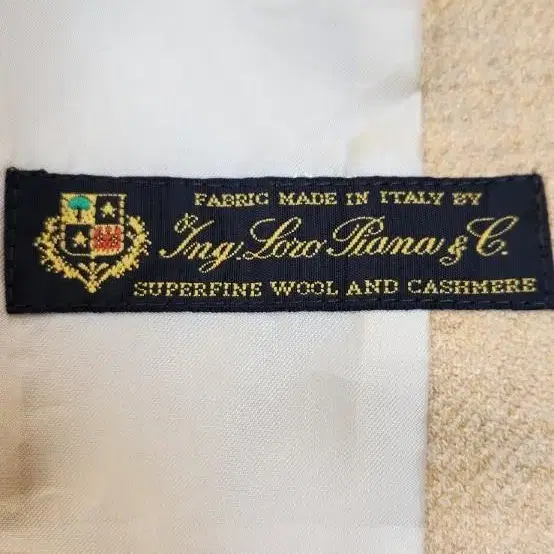 FABRIC MADE IN ITALY BY
Ing. Loro Piana & C.
SUPERFINE WOOL AND CASHMERE